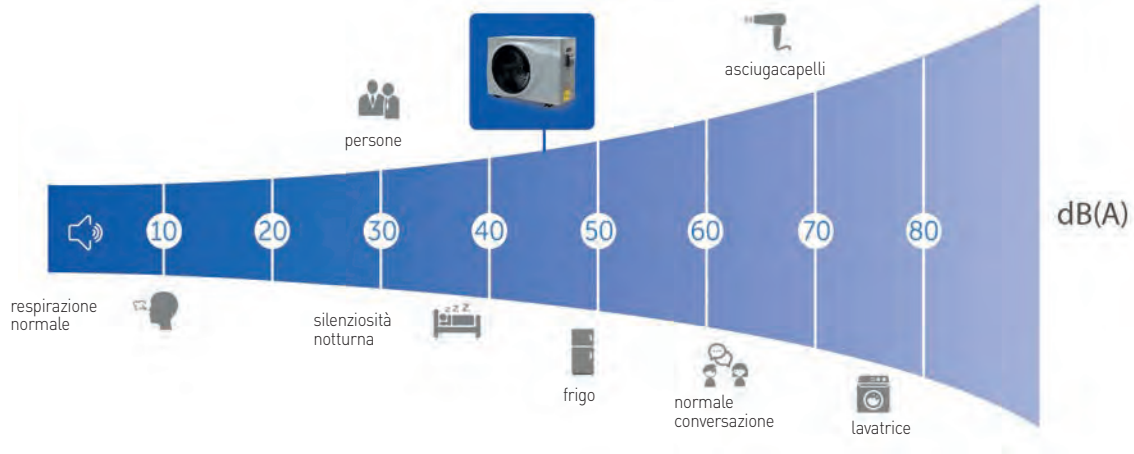 asciugacapelli
persone
10 20 30 40 50 60 70 80
dB(A)
respirazione
normale
silenziosità
notturna
zzZ
frigo
normale
conversazione
lavatrice